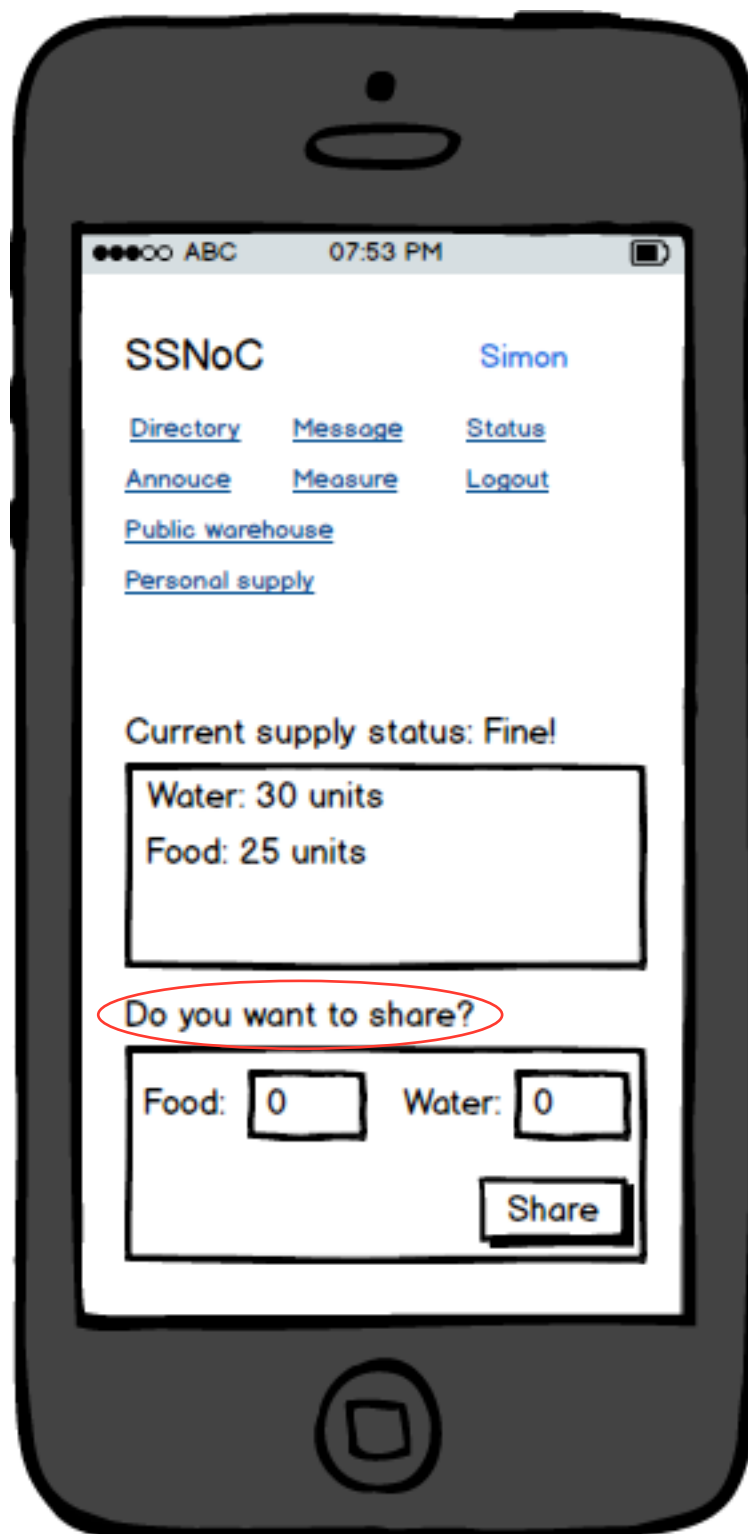 ABC 07:53 PM
SSNoC Simon
Directory Message Status
Annouce Measure Logout
Public warehouse
Personal supply
Current supply status: Fine!
Water: 30 units
Food: 25 units
Do you want to share?
Food: 0 Water: 0
Share